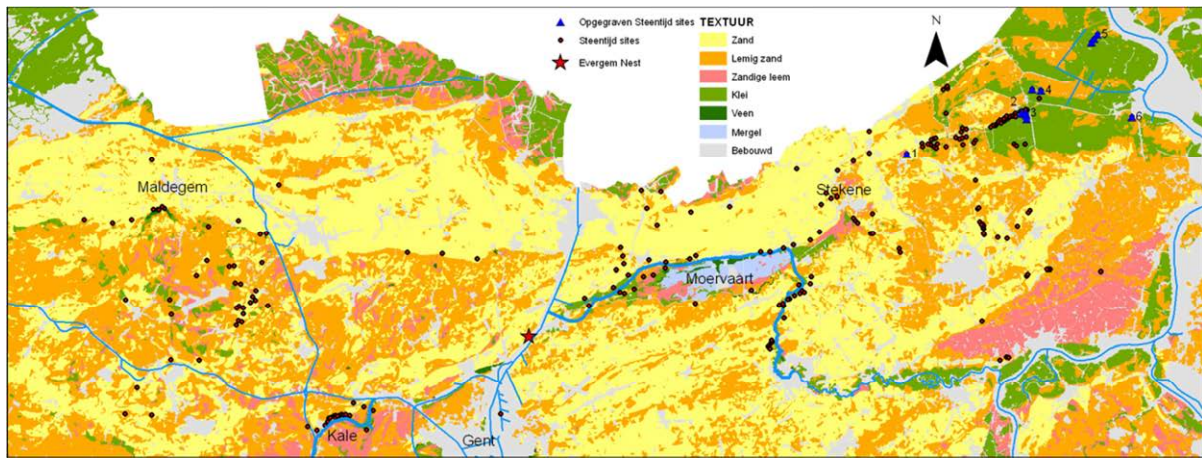 Opgegraven Steentijd sites
Steentijd sites
Evergem Nest
TEXTUUR
Zand
Lemig zand
Zandige leem
Klei
Veen
Mergel
Bebouwd
N
5
4
2
3
6
1
Maldegem
Stekene
Moervaart
Kale
Gent